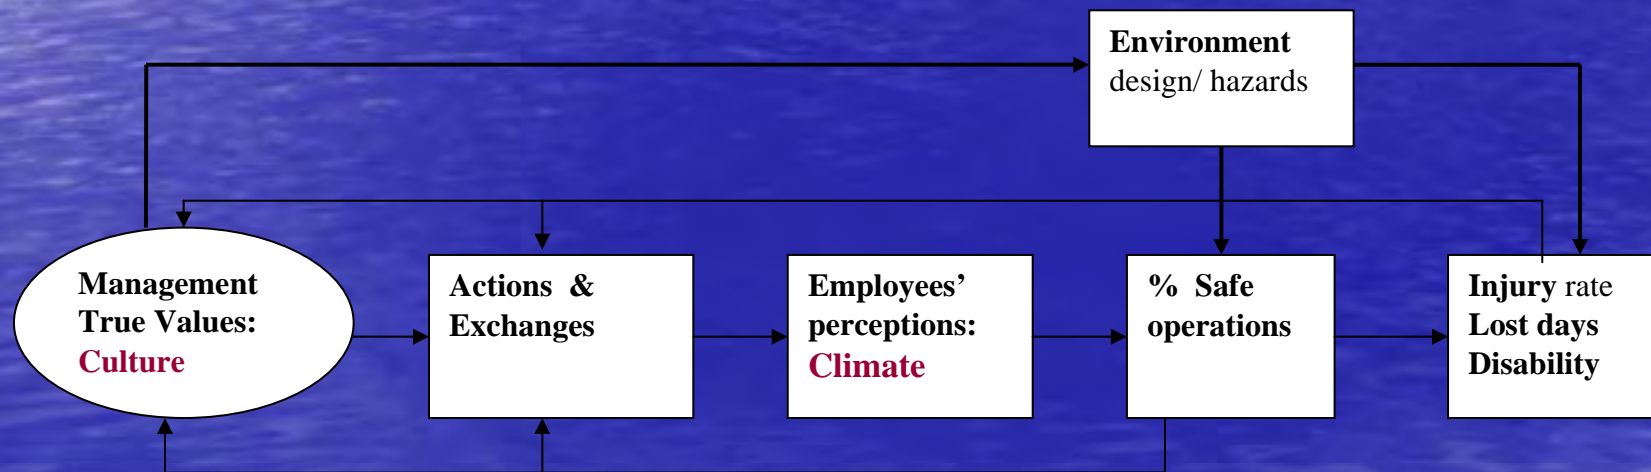 Environment
design/ hazards
Management
True Values:
Culture
Actions &
Exchanges
Employees’
perceptions:
Climate
% Safe
operations
Injury rate
Lost days
Disability